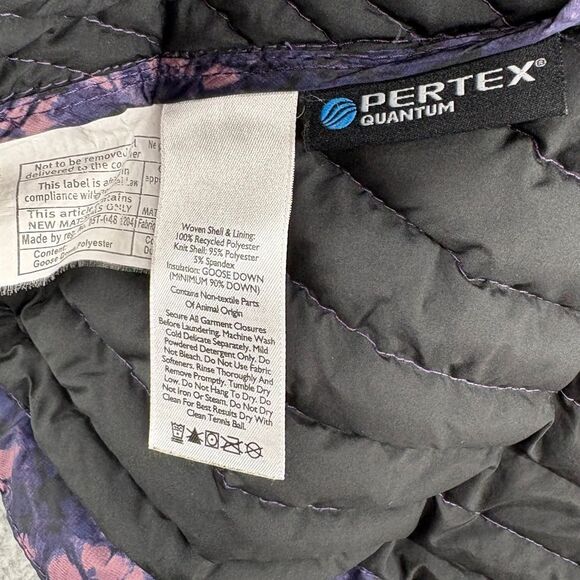 PERTEX®
QUANTUM
Not to be removed
delivered to the
This label is
compliance
This article
NEW
Made by
Content:
Goose Polyester
Woven Shell & Lining:
100% Recycled Polyester
Knit Shell: 95% Polyester
5% Spandex
Insulation: GOOSE DOWN
(MINIMUM 90% DOWN)
Contains Non-textile Parts
Of Animal Origin
Secure All Garment Closures
Before Laundering. Machine Wash
Cold Delicate Separately. Mild
Powdered Detergent Only. Do
Not Bleach. Do Not Use Fabric
Softeners. Rinse Thoroughly And
Remove Promptly. Tumble Dry
Low. Do Not Hang To Dry. Do
Not Iron Or Steam. Do Not Dry
Clean For Best Results Dry With
Clean Tennis Ball.